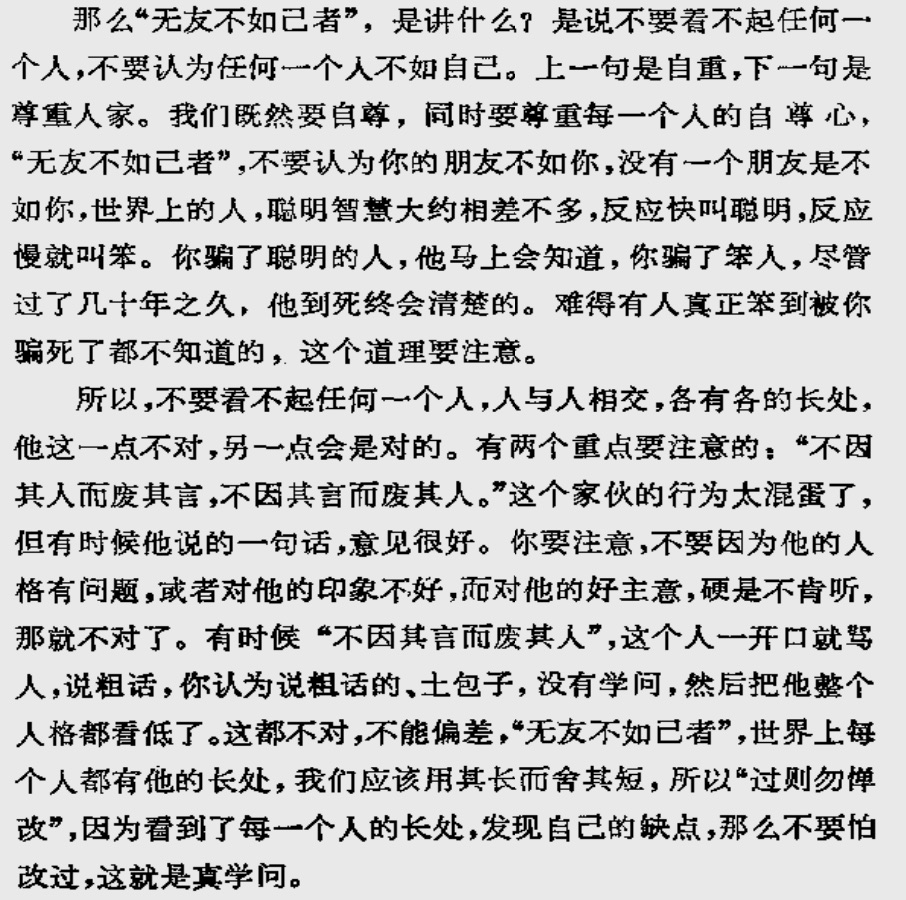 那么“无友不如己者”，是讲什么？是说不要看不起任何一
个人，不要认为任何一个人不如自己。上一句是自重，下一句是
尊重人家。我们既然要自尊，同时要尊重每一个人的自尊心，
“无友不如己者”，不要认为你的朋友不如你，没有一个朋友是不
如你，世界上的人，聪明智慧大约相差不多，反应快叫聪明，反应
慢就叫笨。你骗了聪明的人，他马上会知道，你骗了笨人，尽管
过了几十年之久，他到死终会清楚的。难得有人真正笨到被你
骗死了都不知道的，这个道理要注意。
所以，不要看不起任何一个人，人与人相交，各有各的长处，
他这一点不对，另一点会是对的。有两个重点要注意的：“不因
其人而废其言，不因其言而废其人。”这个家伙的行为太混蛋了，
但有时候他说的一句话，意见很好。你要注意，不要因为他的人
格有问题，或者对他的印象不好，而对他的好主意，硬是不肯听，
那就不对了。有时候“不因其言而废其人”，这个人一开口就骂
人，说粗话，你认为说粗话的、土包子，没有学问，然后把他整个
人格都看低了。这都不对，不能偏差，“无友不如己者”，世界上每
个人都有他的长处，我们应该用其长而舍其短，所以“过则勿惮
改”，因为看到了每一个人的长处，发现自己的缺点，那么不要怕
改过，这就是真学问。